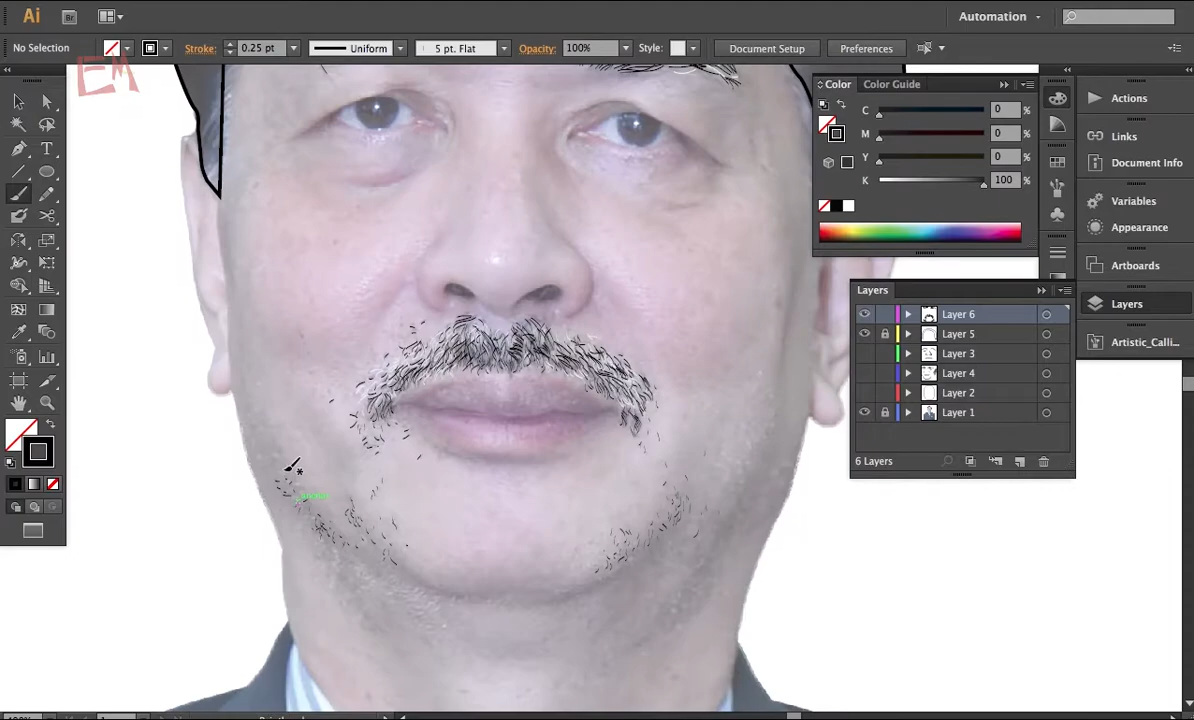 Ai
Br
Automation
No Selection
Stroke:
0.25 pt
Uniform
5 pt. Flat
Opacity:
100%
Style:
Document Setup
Preferences
EM
Color
Color Guide
C
0
%
M
0
%
Y
0
%
K
100
%
Actions
Links
Document Info
Variables
Appearance
Artboards
Layers
Artistic_Calli...
Layers
Layer 6
Layer 5
Layer 3
Layer 4
Layer 2
Layer 1
6 Layers